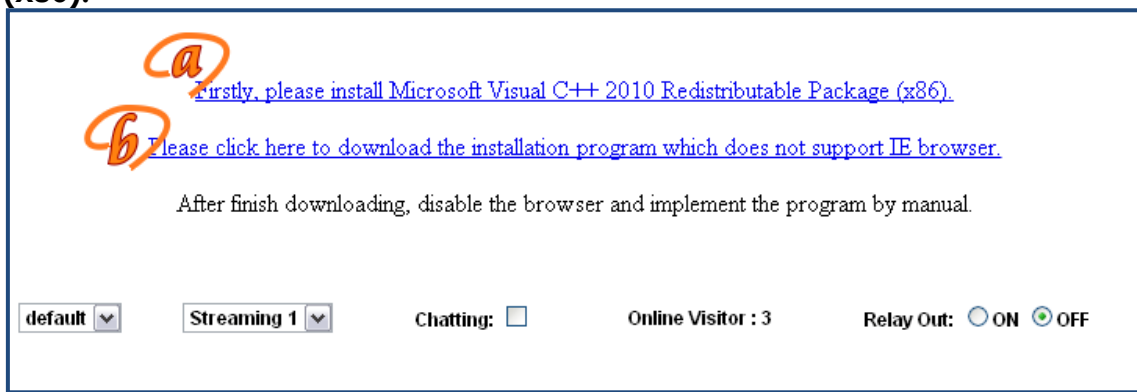 (x86).
a
Firstly, please install Microsoft Visual C++ 2010 Redistributable Package (x86).
b
Please click here to download the installation program which does not support IE browser.
After finish downloading, disable the browser and implement the program by manual.
default Streaming 1 Chatting: Online Visitor : 3 Relay Out: ON OFF